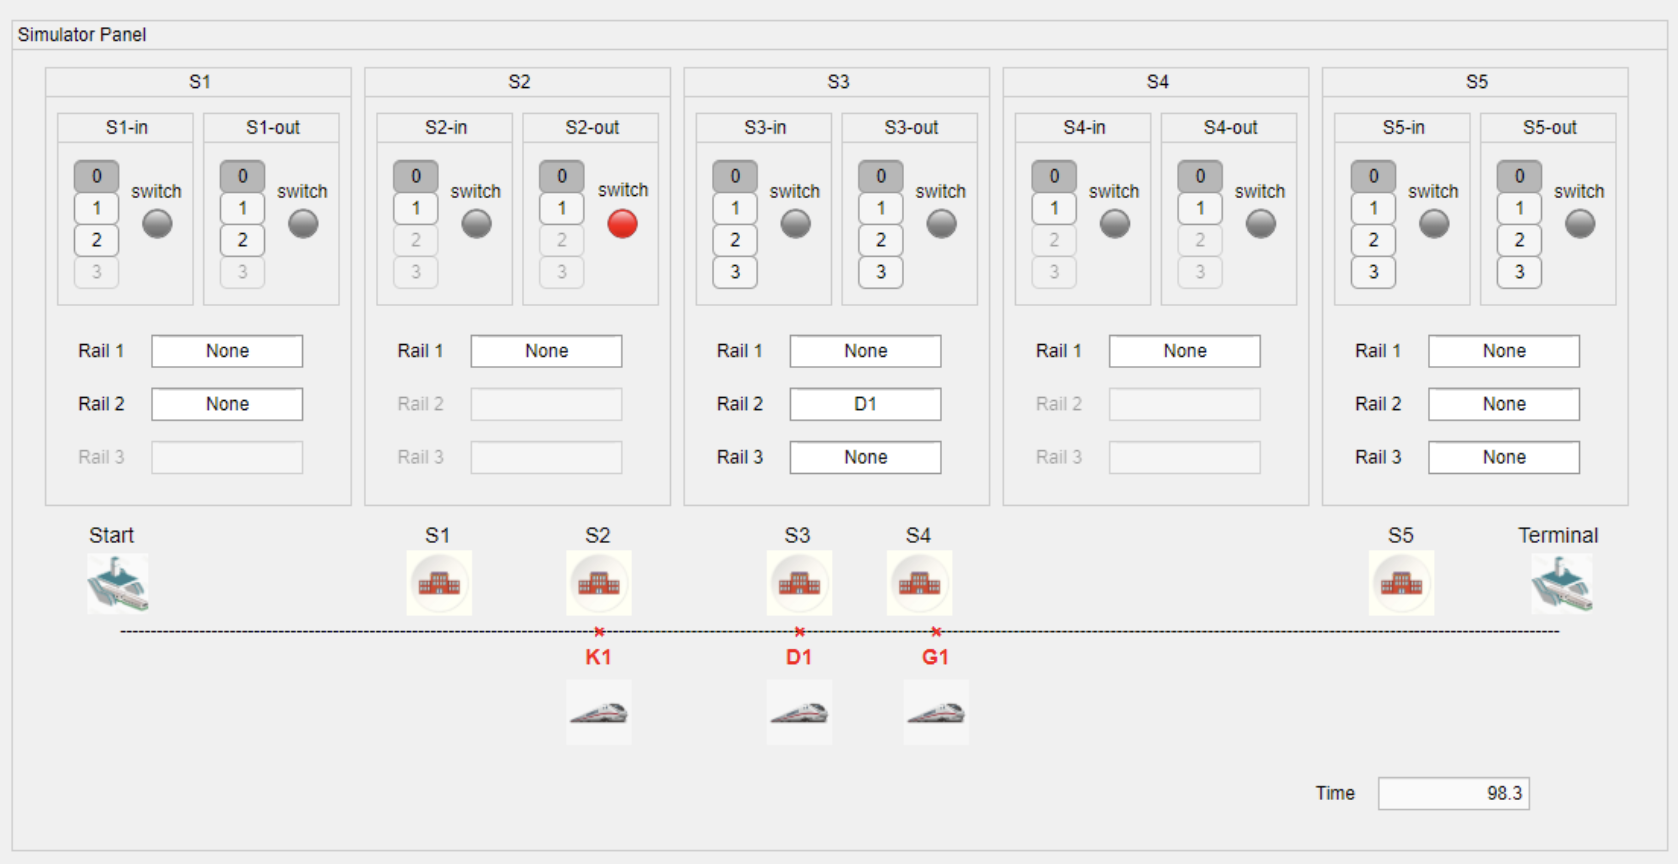 Simulator Panel
S1 S2 S3 S4 S5
S1-in S1-out S2-in S2-out S3-in S3-out S4-in S4-out S5-in S5-out
0 0 0 0 0 0 0 0 0 0
switch switch switch switch switch switch switch switch switch switch
1 1 1 1 1 1 1 1 1 1
2 2 2 2 2 2 2 2 2 2
3 3 3 3 3 3 3 3 3 3
Rail 1 None Rail 1 None Rail 1 None Rail 1 None Rail 1 None
Rail 2 None Rail 2 Rail 2 D1 Rail 2 Rail 2 None
Rail 3 Rail 3 Rail 3 None Rail 3 Rail 3 None
Start S1 S2 S3 S4 S5 Terminal
K1 D1 G1
Time 98.3